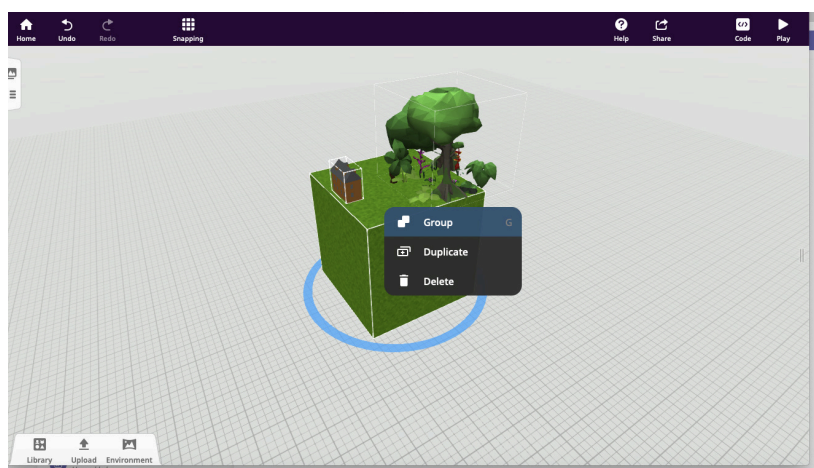 Home
Undo
Redo
Snapping
Help
Share
Code
Play
Group G
Duplicate
Delete
Library
Upload
Environment